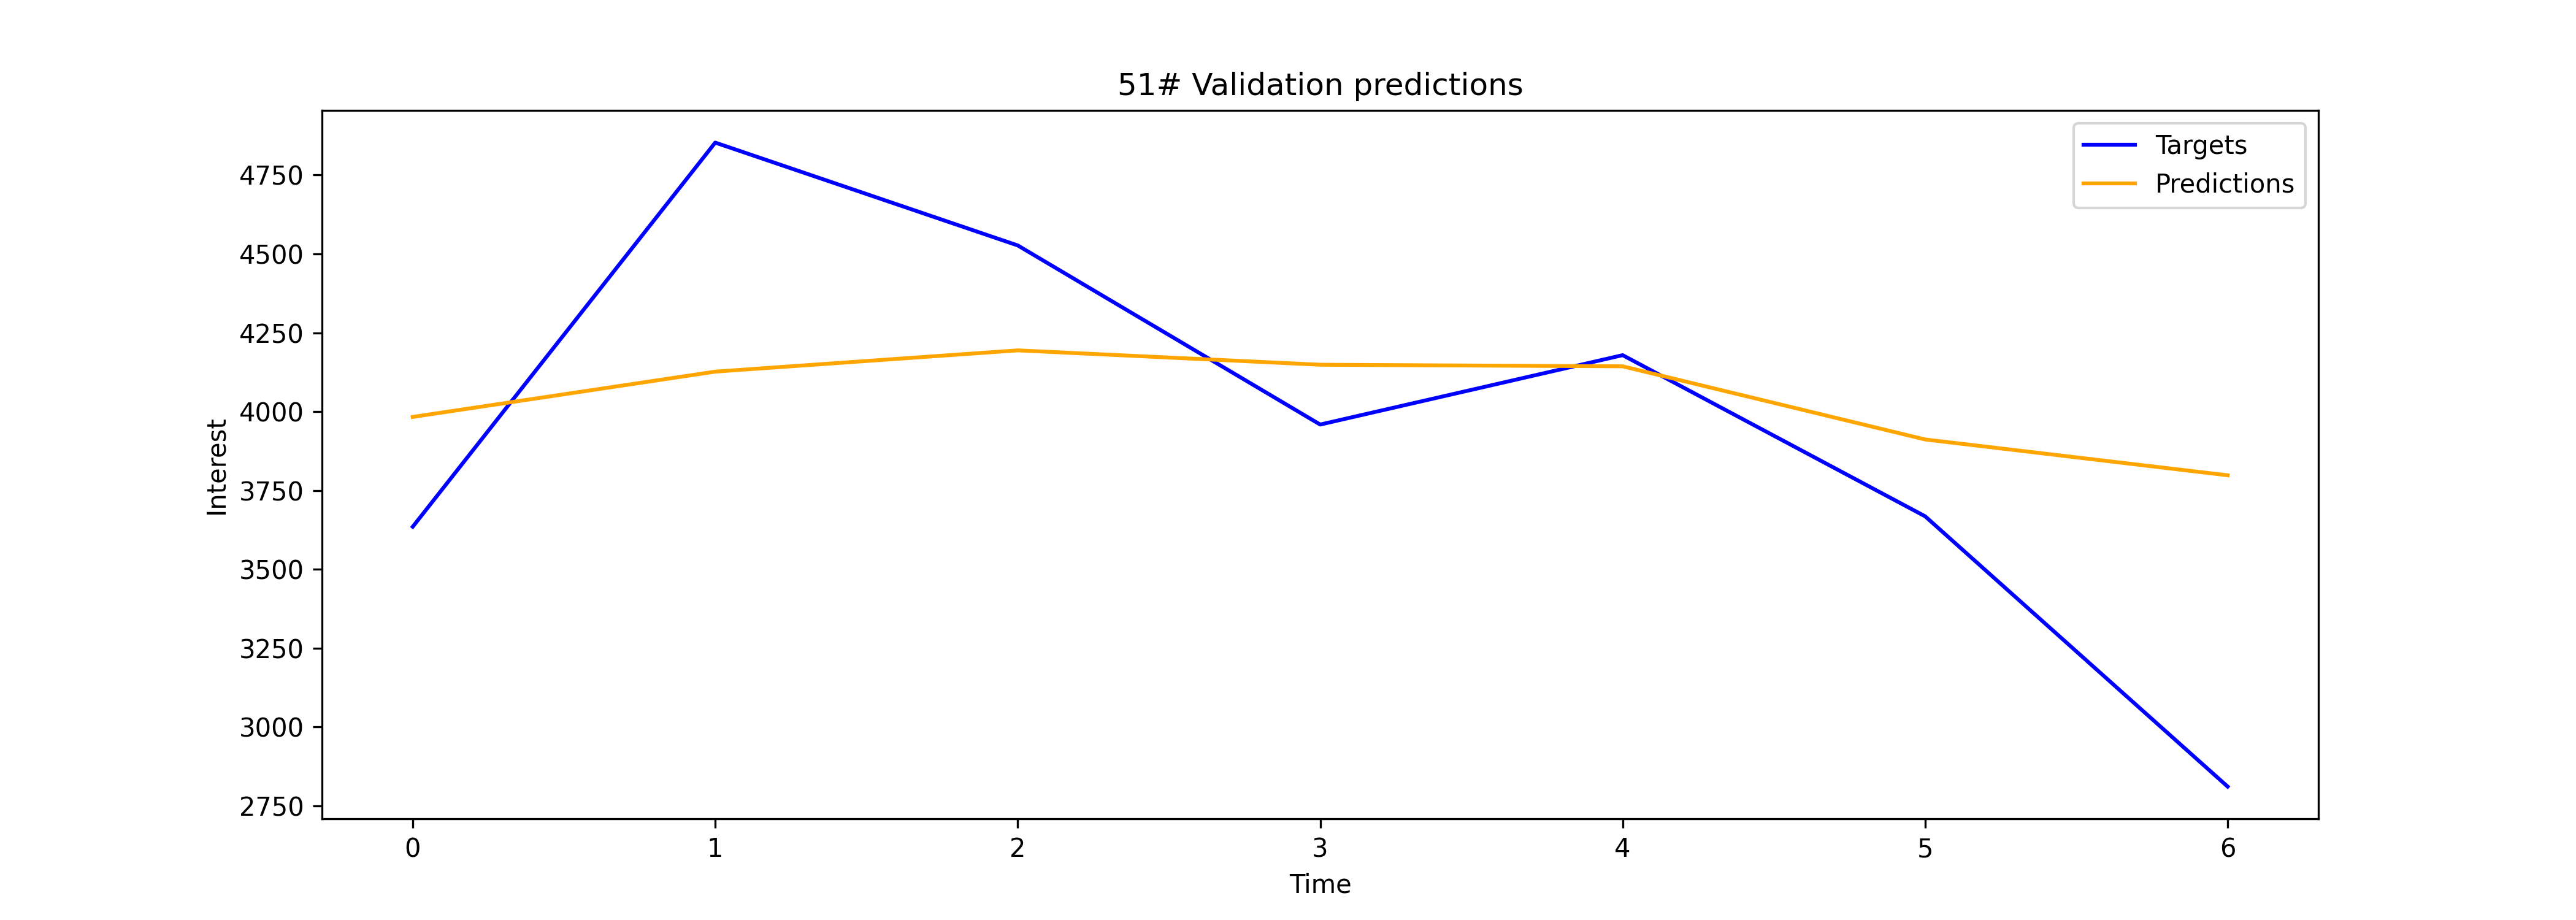 51# Validation predictions
Targets
Predictions
4750
4500
4250
4000
3750
3500
3250
3000
2750
Interest
0 1 2 3 4 5 6
Time